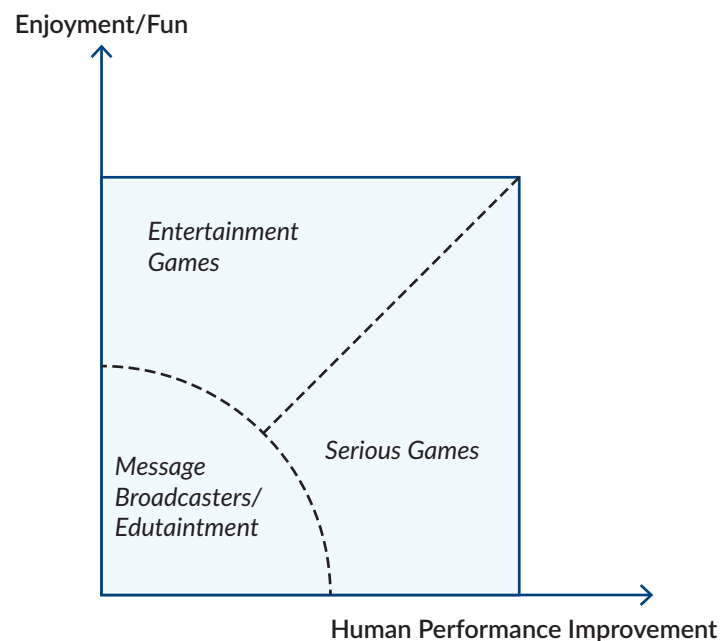 Enjoyment/Fun
Entertainment
Games
Serious Games
Message
Broadcasters/
Edutaintment
Human Performance Improvement